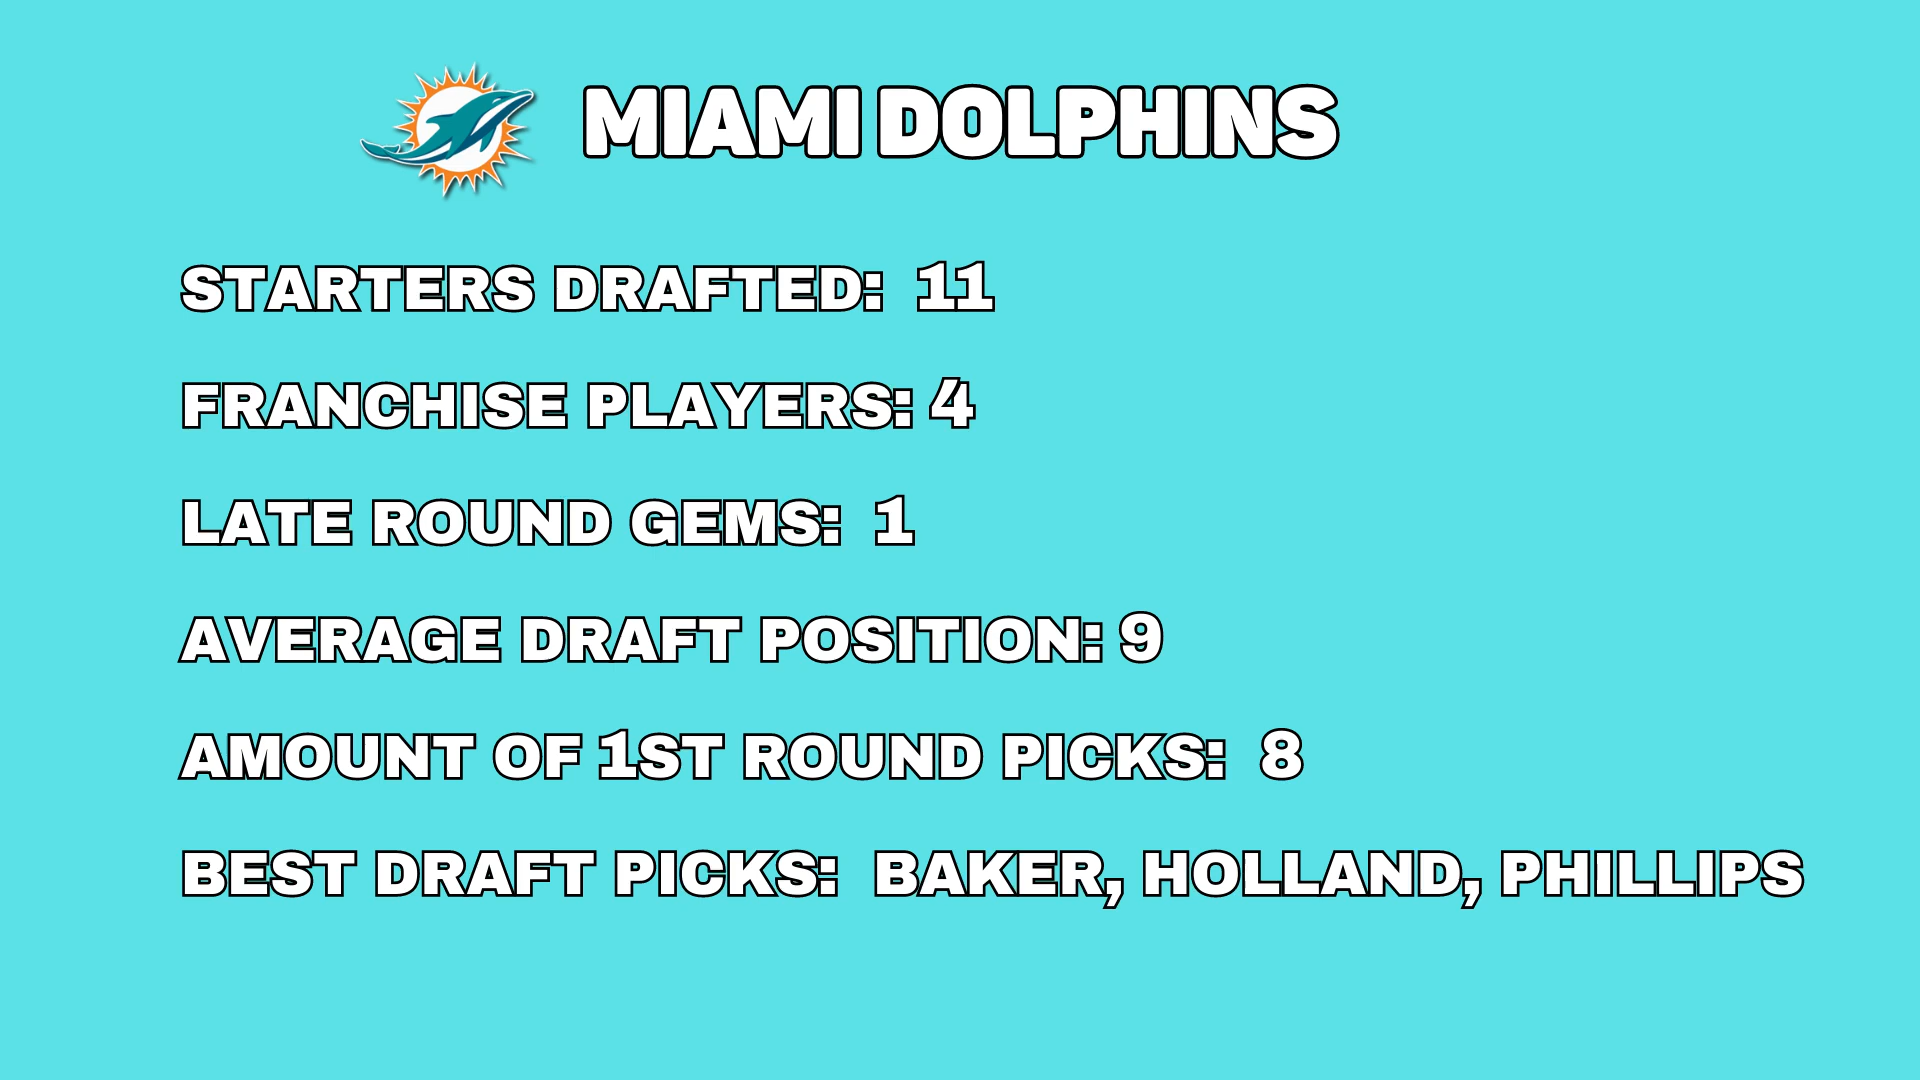 MIAMI DOLPHINS
STARTERS DRAFTED: 11
FRANCHISE PLAYERS: 4
LATE ROUND GEMS: 1
AVERAGE DRAFT POSITION: 9
AMOUNT OF 1ST ROUND PICKS: 8
BEST DRAFT PICKS: BAKER, HOLLAND, PHILLIPS